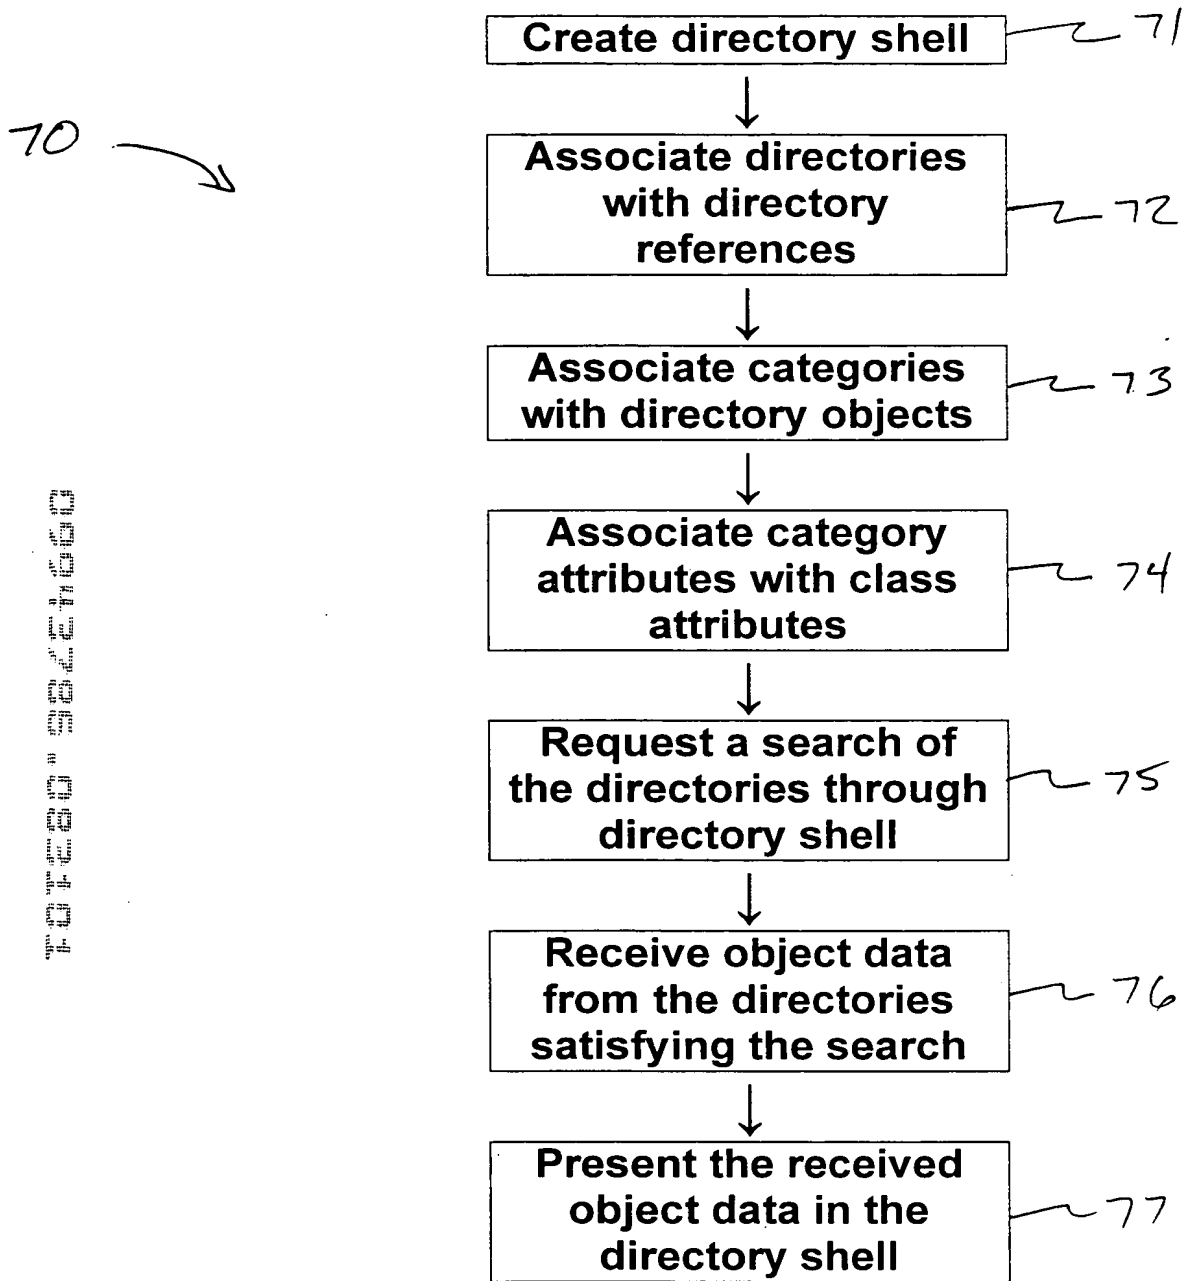 Create directory shell
71
70
Associate directories
with directory
references
72
Associate categories
with directory objects
73
Associate category
attributes with class
attributes
74
09943785.083101
Request a search of
the directories through
directory shell
75
Receive object data
from the directories
satisfying the search
76
Present the received
object data in the
directory shell
77